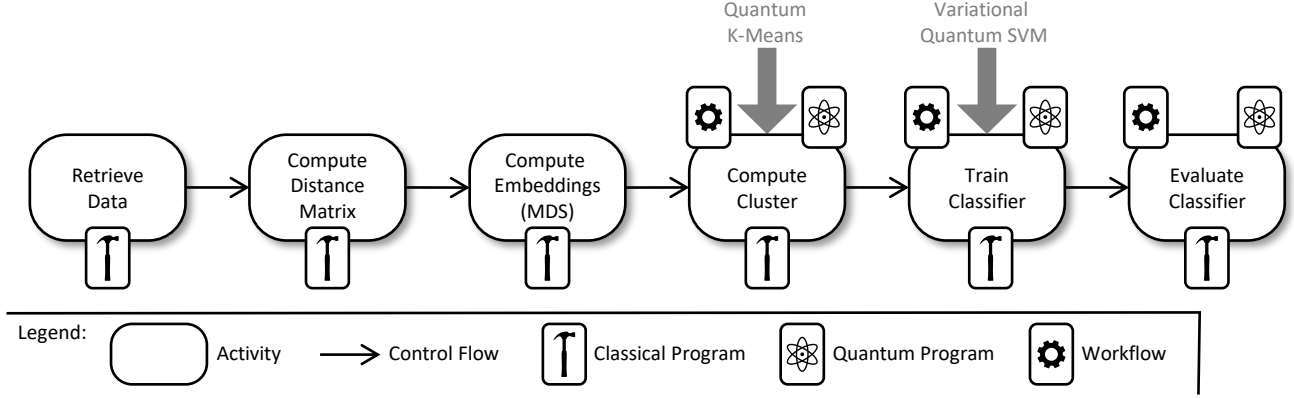 Quantum
K-Means
Variational
Quantum SVM
Retrieve
Data
Compute
Distance
Matrix
Compute
Embeddings
(MDS)
Compute
Cluster
Train
Classifier
Evaluate
Classifier
Legend:
Activity
Control Flow
Classical Program
Quantum Program
Workflow